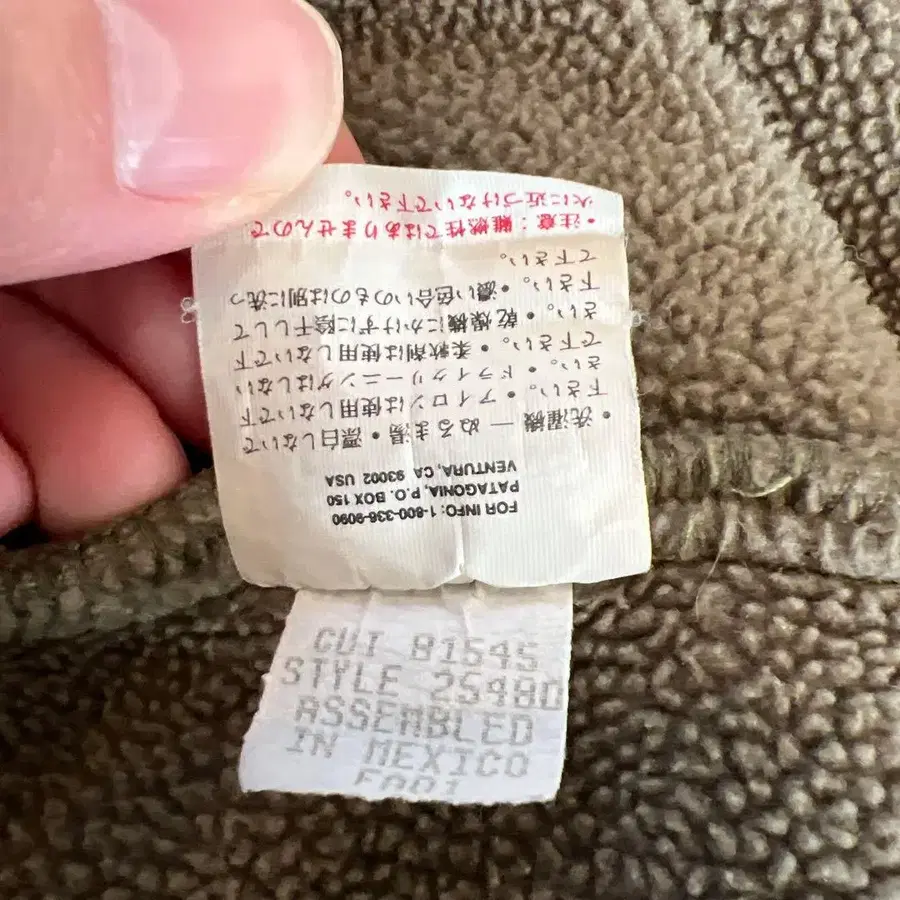 FOR INFO: 1-800-336-9090
PATAGONIA, P.O. BOX 150
VENTURA, CA 93002 USA
• 洗濯機 — ぬるま湯 • 漂白しないで
下さい。 • アイロンは使用しないで下
さい。 • ドライクリーニングはしない
で下さい。 • 柔軟剤は使用しないで下
さい。 • 乾燥機にかけずに陰干しして
下さい。 • 濃い色合いのものは別に洗っ
て下さい。
• 注意：難燃性ではありませんので
火に近づけないで下さい。
CUT 81545
STYLE 25480
ASSEMBLED
IN MEXICO